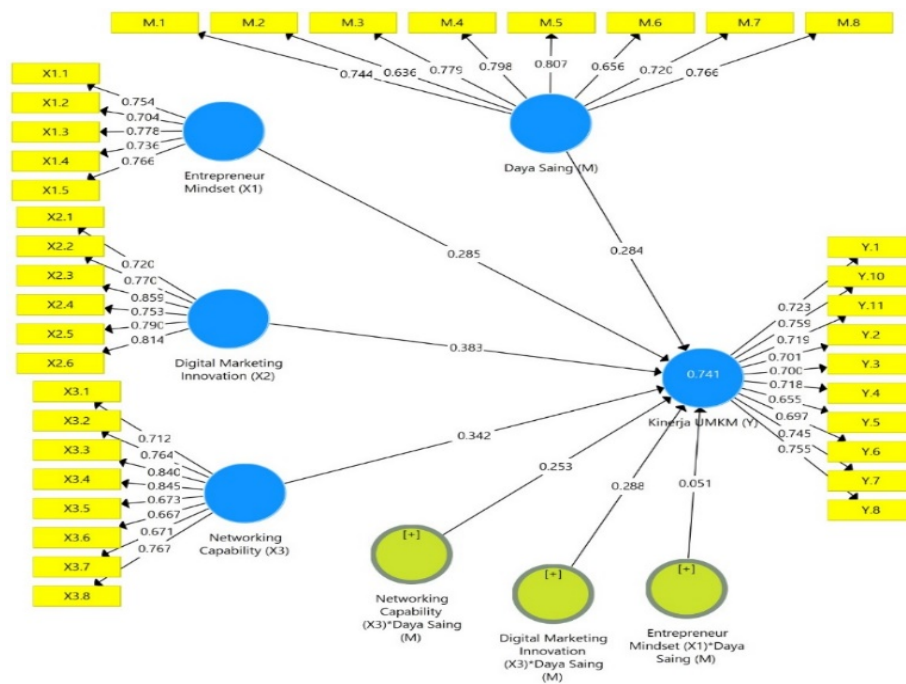 M.1
M.2
M.3
M.4
M.5
M.6
M.7
M.8
0.744
0.636
0.779
0.798
0.807
0.656
0.720
0.766
Daya Saing (M)
X1.1
X1.2
X1.3
X1.4
X1.5
0.754
0.704
0.778
0.736
0.766
Entrepreneur
Mindset (X1)
X2.1
X2.2
X2.3
X2.4
X2.5
X2.6
0.720
0.770
0.859
0.753
0.790
0.814
Digital Marketing
Innovation (X2)
X3.1
X3.2
X3.3
X3.4
X3.5
X3.6
X3.7
X3.8
0.712
0.764
0.840
0.845
0.673
0.667
0.671
0.767
Networking
Capability (X3)
0.285
0.284
0.383
0.342
0.253
0.288
0.051
0.741
Kinerja UMKM (Y)
0.723
0.759
0.719
0.701
0.700
0.718
0.655
0.697
0.745
0.755
Y.1
Y.10
Y.11
Y.2
Y.3
Y.4
Y.5
Y.6
Y.7
Y.8
[+]
Networking
Capability
(X3)*Daya Saing
(M)
[+]
Digital Marketing
Innovation
(X3)*Daya Saing
(M)
[+]
Entrepreneur
Mindset (X1)*Daya
Saing (M)